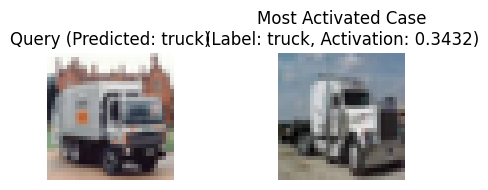 Query (Predicted: truck)
Most Activated Case
(Label: truck, Activation: 0.3432)